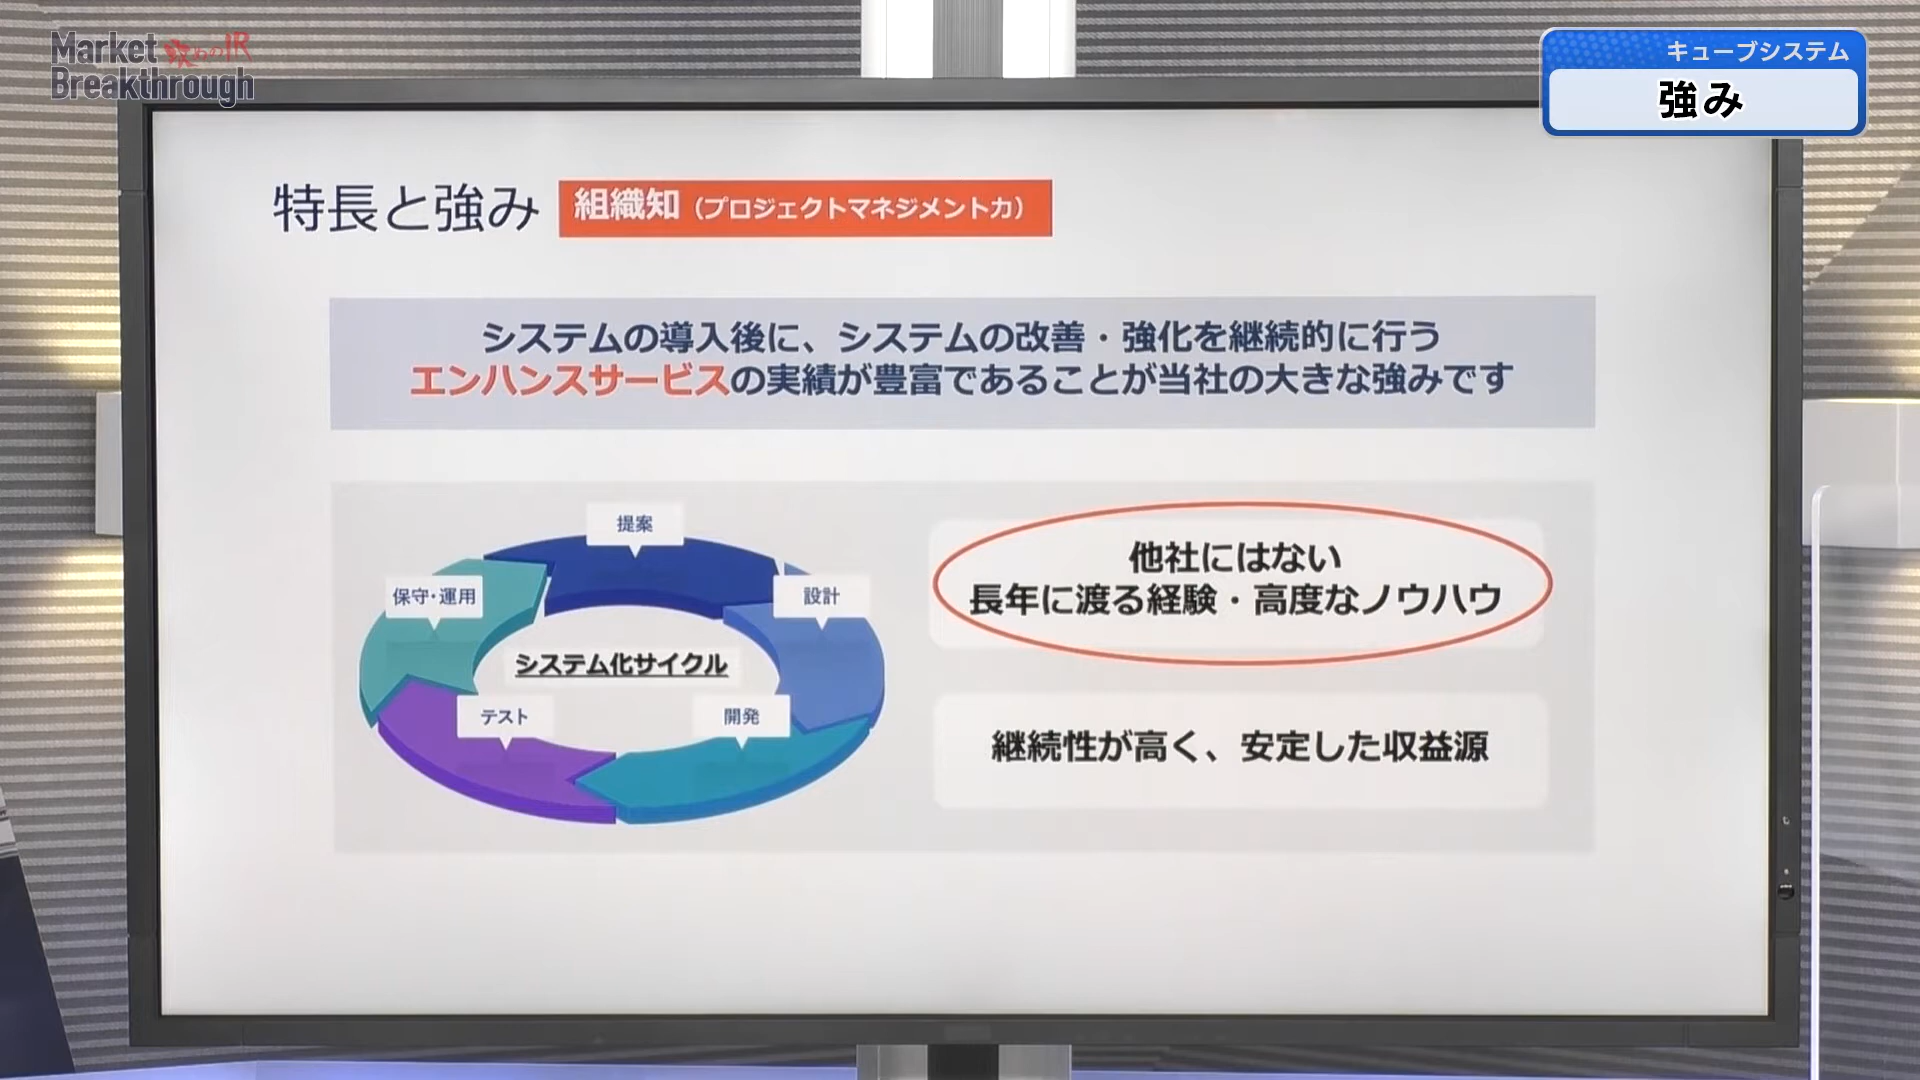 Market 攻めのIR
Breakthrough
キューブシステム
強み
特長と強み 組織知（プロジェクトマネジメント力）
システムの導入後に、システムの改善・強化を継続的に行う
エンハンスサービスの実績が豊富であることが当社の大きな強みです
提案
保守・運用
設計
システム化サイクル
テスト
開発
他社にはない
長年に渡る経験・高度なノウハウ
継続性が高く、安定した収益源